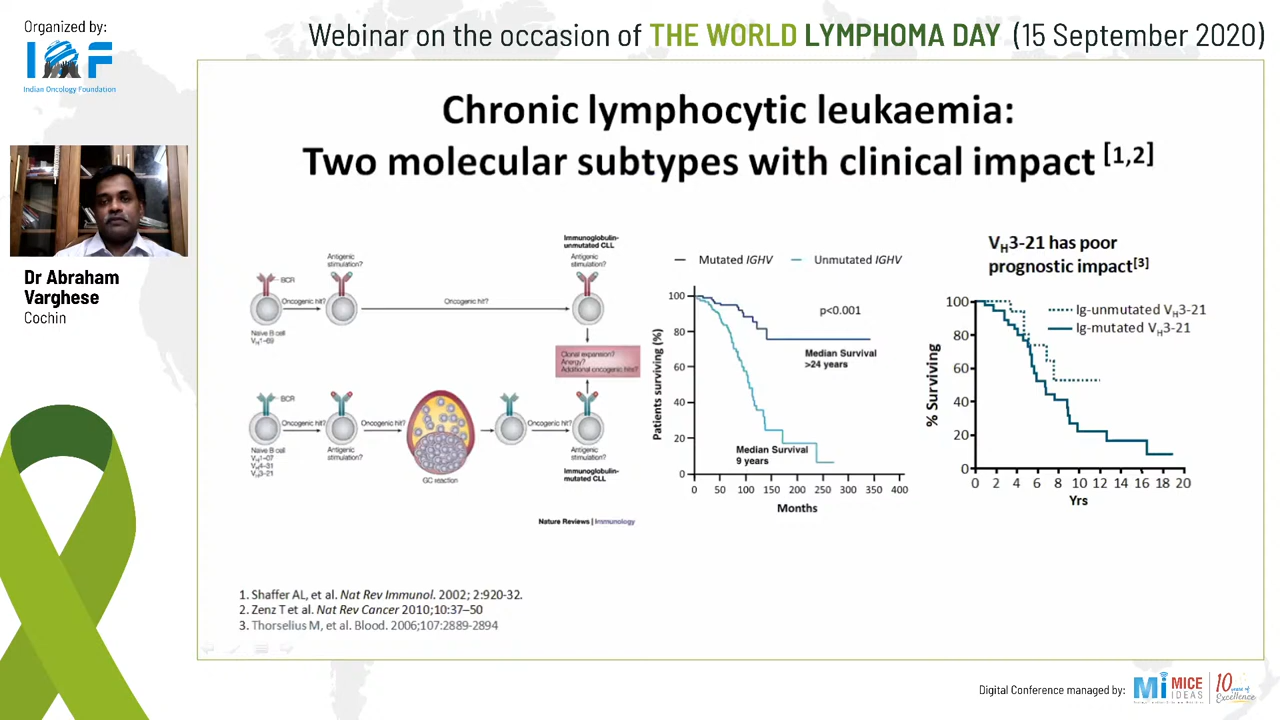 Organized by:
IOF
Indian Oncology Foundation
Webinar on the occasion of THE WORLD LYMPHOMA DAY (15 September 2020)
Dr Abraham
Varghese
Cochin
Chronic lymphocytic leukaemia:
Two molecular subtypes with clinical impact [1,2]
Immunoglobulin-
unmutated CLL
Antigenic
stimulation?
Antigenic
stimulation?
BCR
Oncogenic hit?
Oncogenic hit?
Naive B cell
VH1-69
Clonal expansion?
Anergy?
Additional oncogenic hits?
BCR
Oncogenic hit?
Oncogenic hit?
Oncogenic hit?
Naive B cell
VH1-07
VH4-31
VH3-21
Antigenic
stimulation?
GC reaction
Antigenic
stimulation?
Immunoglobulin-
mutated CLL
Nature Reviews | Immunology
Mutated IGHV
Unmutated IGHV
Patients surviving (%)
100
80
60
40
20
0
p<0.001
Median Survival
>24 years
Median Survival
9 years
0 50 100 150 200 250 300 350 400
Months
VH3-21 has poor
prognostic impact[3]
Ig-unmutated VH3-21
Ig-mutated VH3-21
% Surviving
100
80
60
40
20
0
0 2 4 6 8 10 12 14 16 18 20
Yrs
1. Shaffer AL, et al. Nat Rev Immunol. 2002; 2:920-32.
2. Zenz T et al. Nat Rev Cancer 2010;10:37–50
3. Thorselius M, et al. Blood. 2006;107:2889-2894
Digital Conference managed by:
Mi MICE
IDEAS
10 years of
Excellence